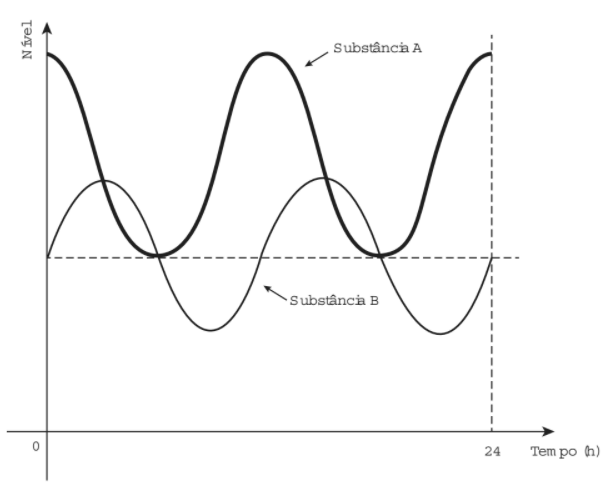 Nível
Substância A
Substância B
0
24
Tempo (h)